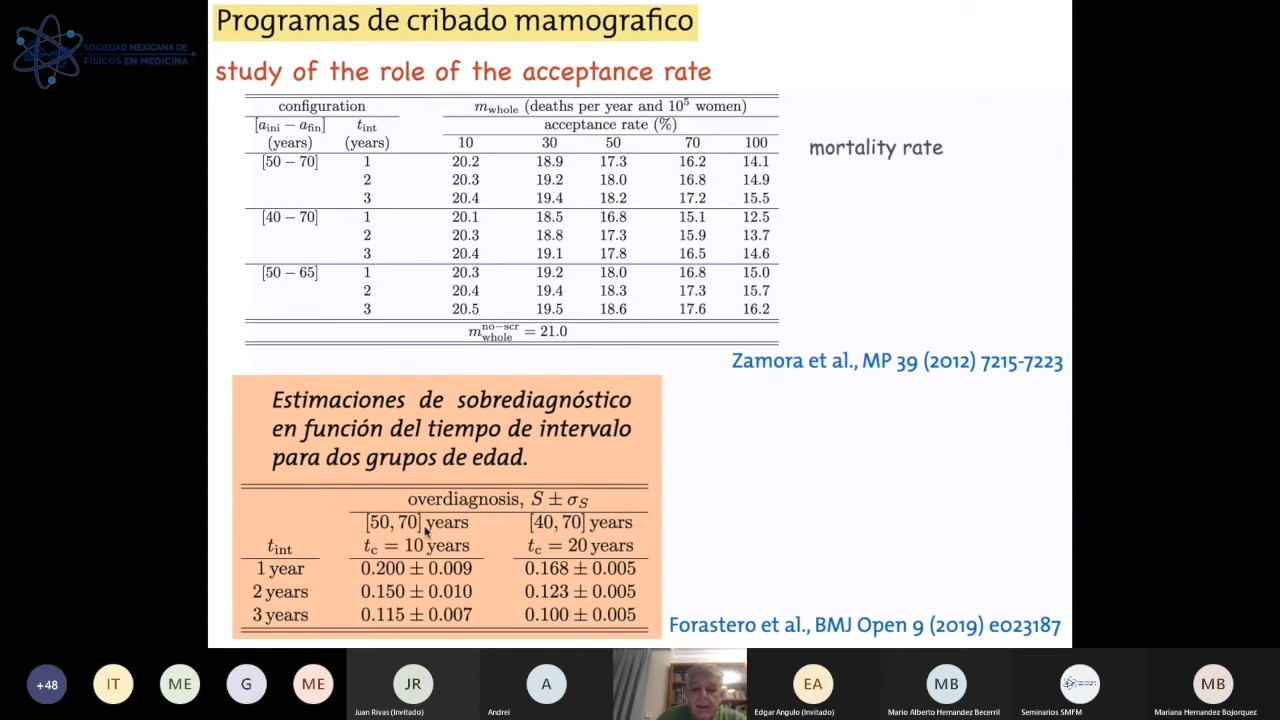 Programas de cribado mamografico
SOCIEDAD MEXICANA DE
FÍSICOS EN MEDICINA
study of the role of the acceptance rate
configuration m_whole (deaths per year and 10^5 women)
[a_ini − a_fin] t_int acceptance rate (%)
(years) (years) 10 30 50 70 100
[50 − 70] 1 20.2 18.9 17.3 16.2 14.1
2 20.3 19.2 18.0 16.8 14.9
3 20.4 19.4 18.2 17.2 15.5
[40 − 70] 1 20.1 18.5 16.8 15.1 12.5
2 20.3 18.8 17.3 15.9 13.7
3 20.4 19.1 17.8 16.5 14.6
[50 − 65] 1 20.3 19.2 18.0 16.8 15.0
2 20.4 19.4 18.3 17.3 15.7
3 20.5 19.5 18.6 17.6 16.2
m_whole^no−scr = 21.0
mortality rate
Zamora et al., MP 39 (2012) 7215-7223
Estimaciones de sobrediagnóstico
en función del tiempo de intervalo
para dos grupos de edad.
overdiagnosis, S ± σ_S
[50, 70] years [40, 70] years
t_int t_c = 10 years t_c = 20 years
1 year 0.200 ± 0.009 0.168 ± 0.005
2 years 0.150 ± 0.010 0.123 ± 0.005
3 years 0.115 ± 0.007 0.100 ± 0.005
Forastero et al., BMJ Open 9 (2019) e023187
+48 IT ME G ME JR A EA MB MB
Juan Rivas (Invitado) Andrei Edgar Angulo (Invitado) Mario Alberto Hernandez Becerril Seminarios SMFM Mariana Hernandez Bojorquez